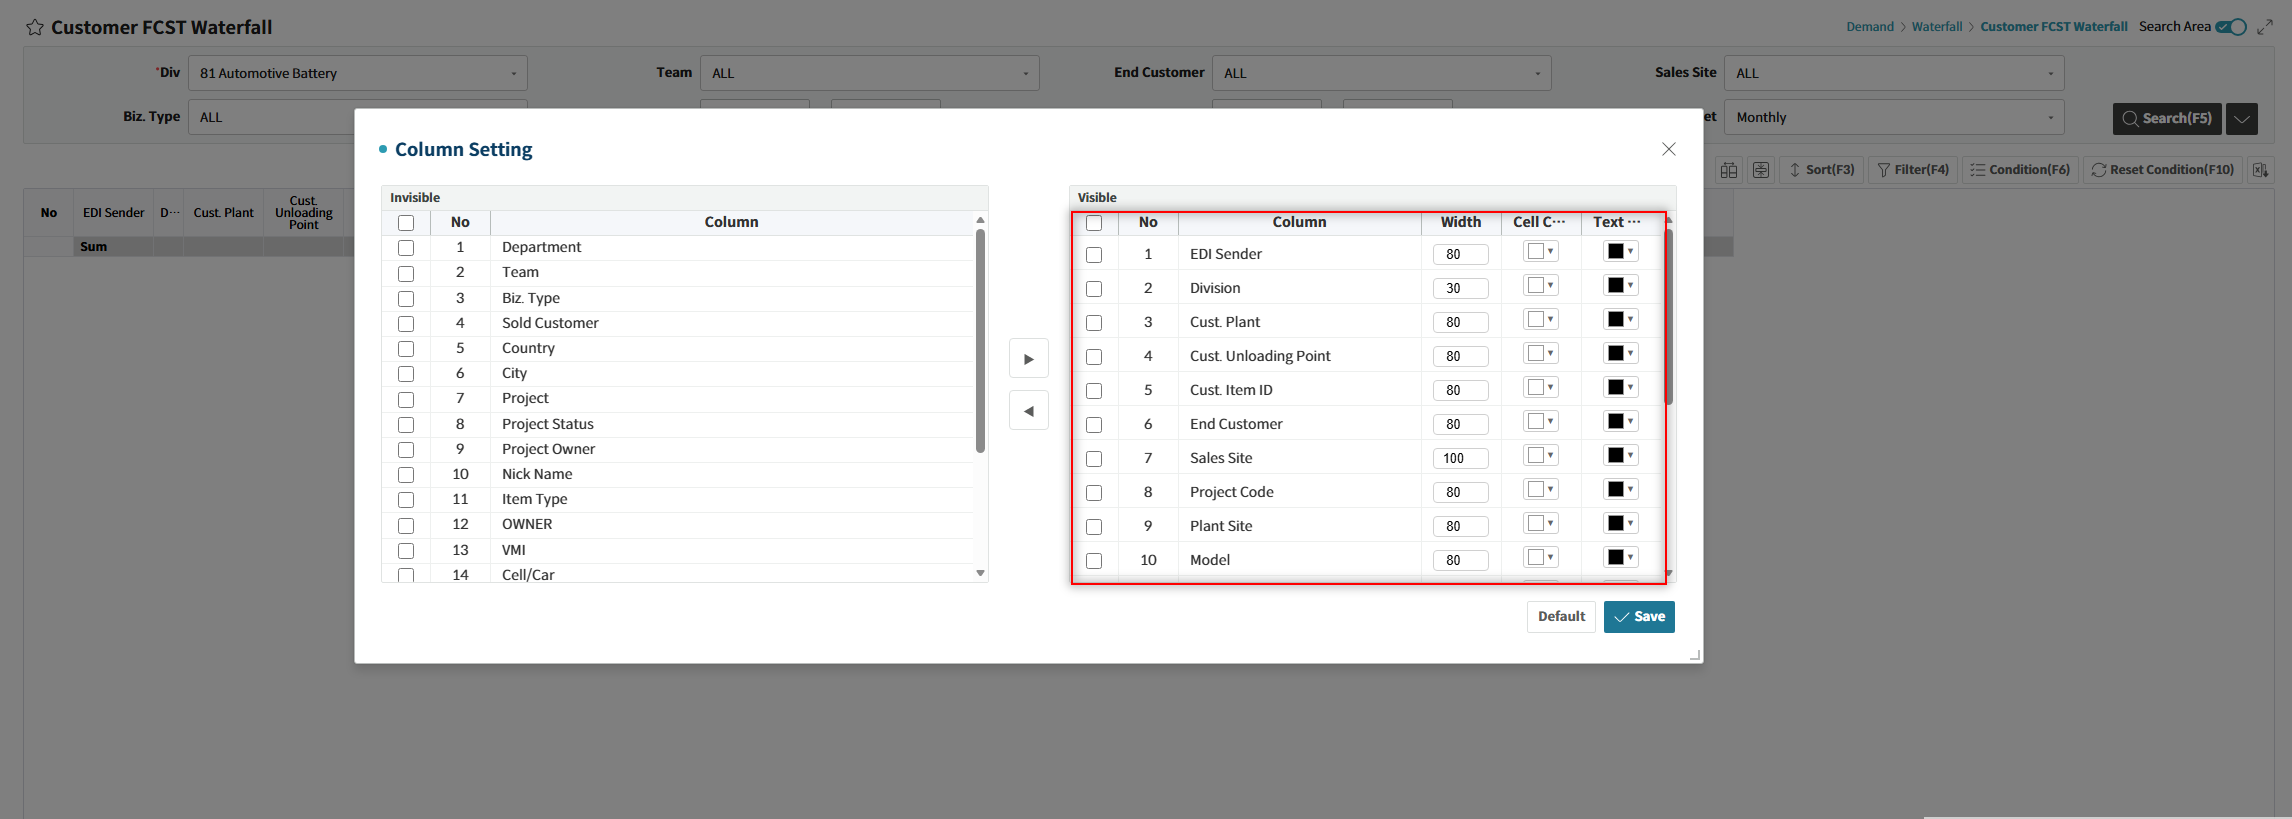 Customer FCST Waterfall
Demand > Waterfall > Customer FCST Waterfall Search Area
*Div 81 Automotive Battery Team ALL End Customer ALL Sales Site ALL
Biz. Type ALL et Monthly Search(F5)
Sort(F3) Filter(F4) Condition(F6) Reset Condition(F10)
No EDI Sender D··· Cust. Plant Cust. Unloading Point
Sum
Column Setting
Invisible
No Column
1 Department
2 Team
3 Biz. Type
4 Sold Customer
5 Country
6 City
7 Project
8 Project Status
9 Project Owner
10 Nick Name
11 Item Type
12 OWNER
13 VMI
14 Cell/Car
Visible
No Column Width Cell C··· Text ···
1 EDI Sender 80
2 Division 30
3 Cust. Plant 80
4 Cust. Unloading Point 80
5 Cust. Item ID 80
6 End Customer 80
7 Sales Site 100
8 Project Code 80
9 Plant Site 80
10 Model 80
Default Save